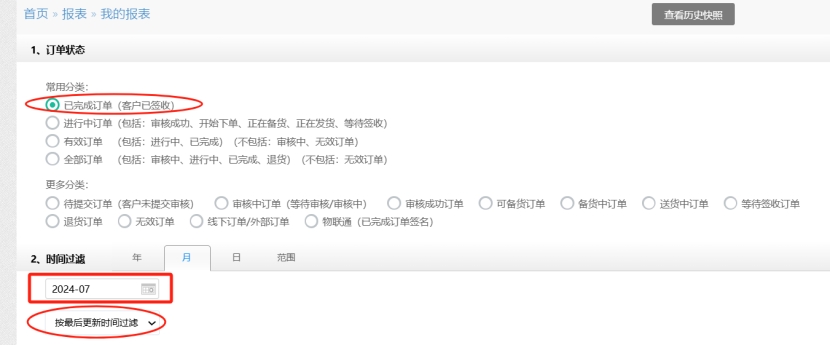 首页 » 报表 » 我的报表 查看历史快照
1、订单状态
常用分类:
已完成订单（客户已签收）
进行中订单（包括：审核成功、开始下单、正在备货、正在发货、等待签收）
有效订单 （包括：进行中、已完成）（不包括：审核中、无效订单）
全部订单 （包括：审核中、进行中、已完成、退货）（不包括：无效订单）
更多分类:
待提交订单（客户未提交审核） 审核中订单（等待审核/审核中） 审核成功订单 可备货订单 备货中订单 送货中订单 等待签收订单
退货订单 无效订单 线下订单/外部订单 物联通（已完成订单签名）
2、时间过滤 年 月 日 范围
2024-07
按最后更新时间过滤